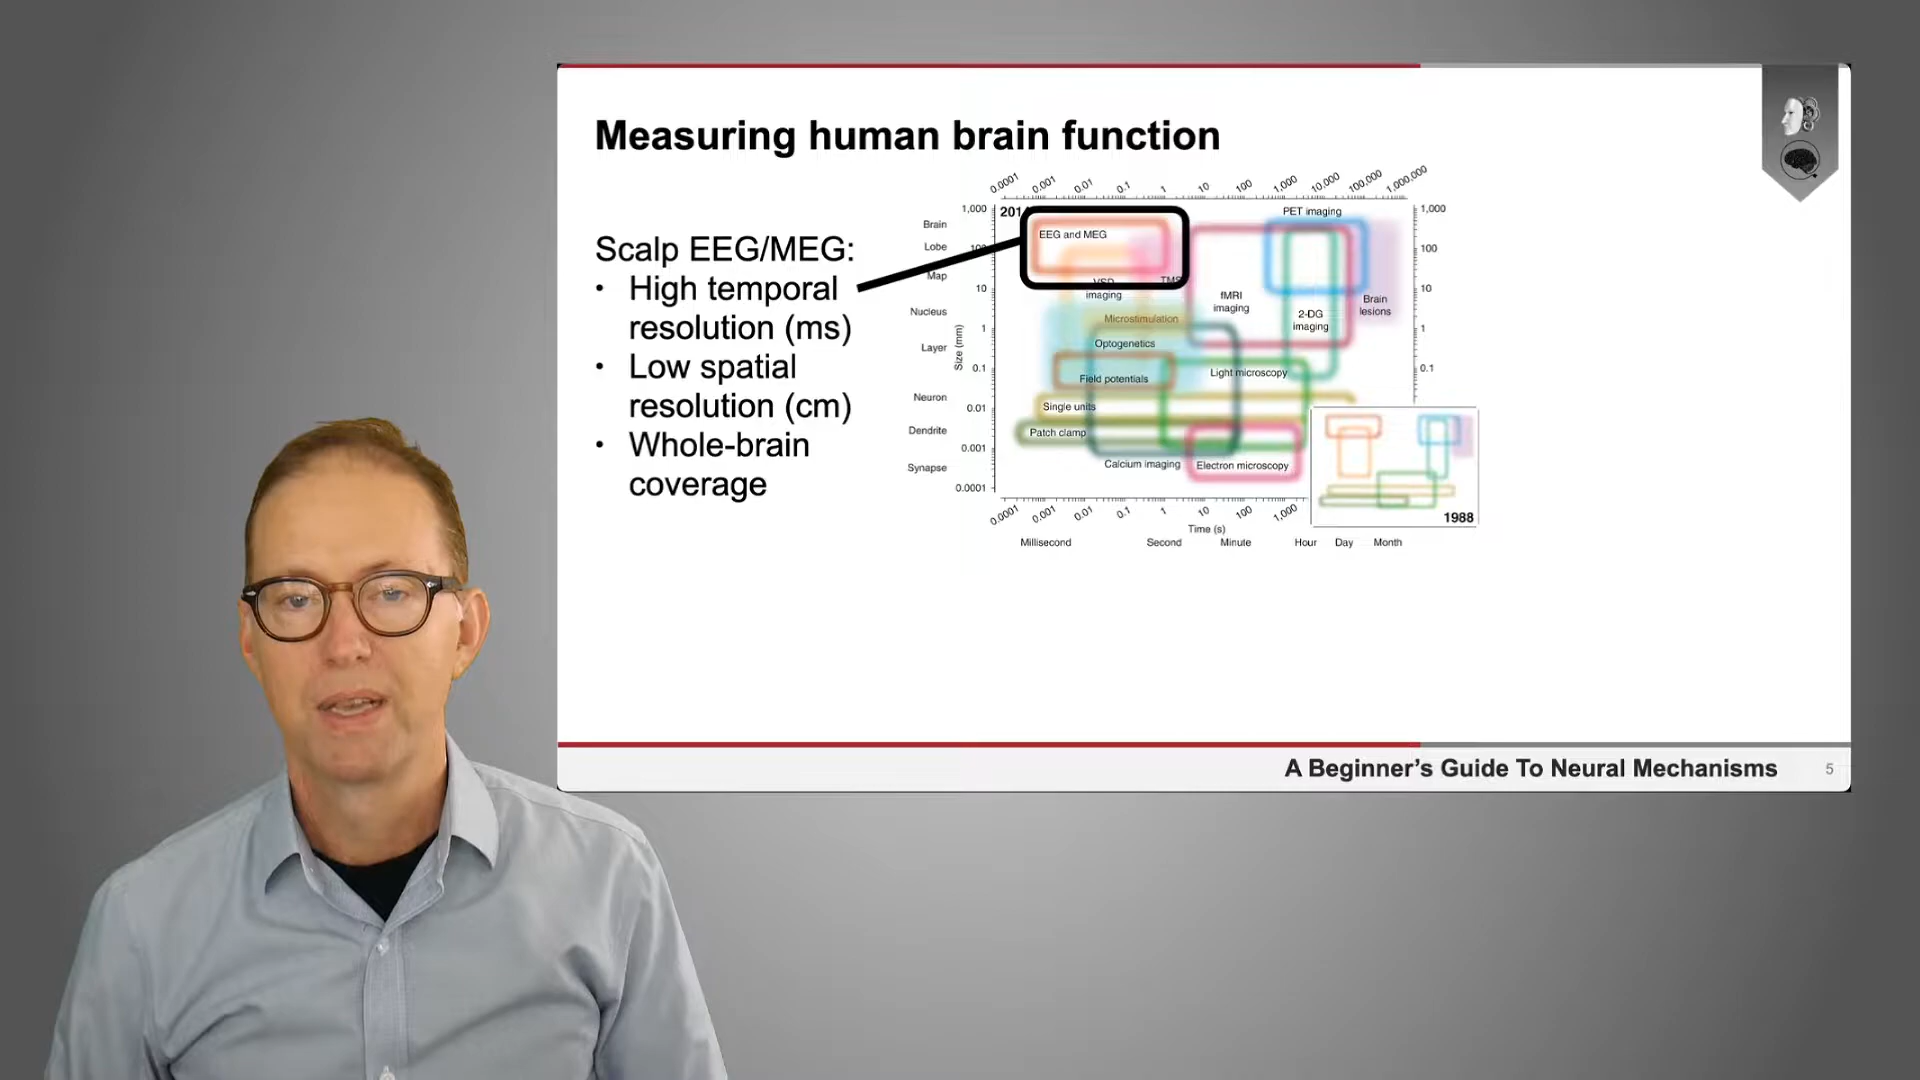 Measuring human brain function
Scalp EEG/MEG:
• High temporal
resolution (ms)
• Low spatial
resolution (cm)
• Whole-brain
coverage
0.0001 0.001 0.01 0.1 1 10 100 1,000 10,000 100,000 1,000,000
1,000
10
1
0.1
0.01
0.001
0.0001
Size (mm)
Brain
Lobe
Map
Nucleus
Layer
Neuron
Dendrite
Synapse
EEG and MEG
PET imaging
VSD
imaging
TMS
fMRI
imaging
2-DG
imaging
Brain
lesions
Microstimulation
Optogenetics
Field potentials
Light microscopy
Single units
Patch clamp
Calcium imaging
Electron microscopy
1,000
100
10
1
0.1
1988
0.0001 0.001 0.01 0.1 1 10 100 1,000
Time (s)
Millisecond Second Minute Hour Day Month
A Beginner’s Guide To Neural Mechanisms
5